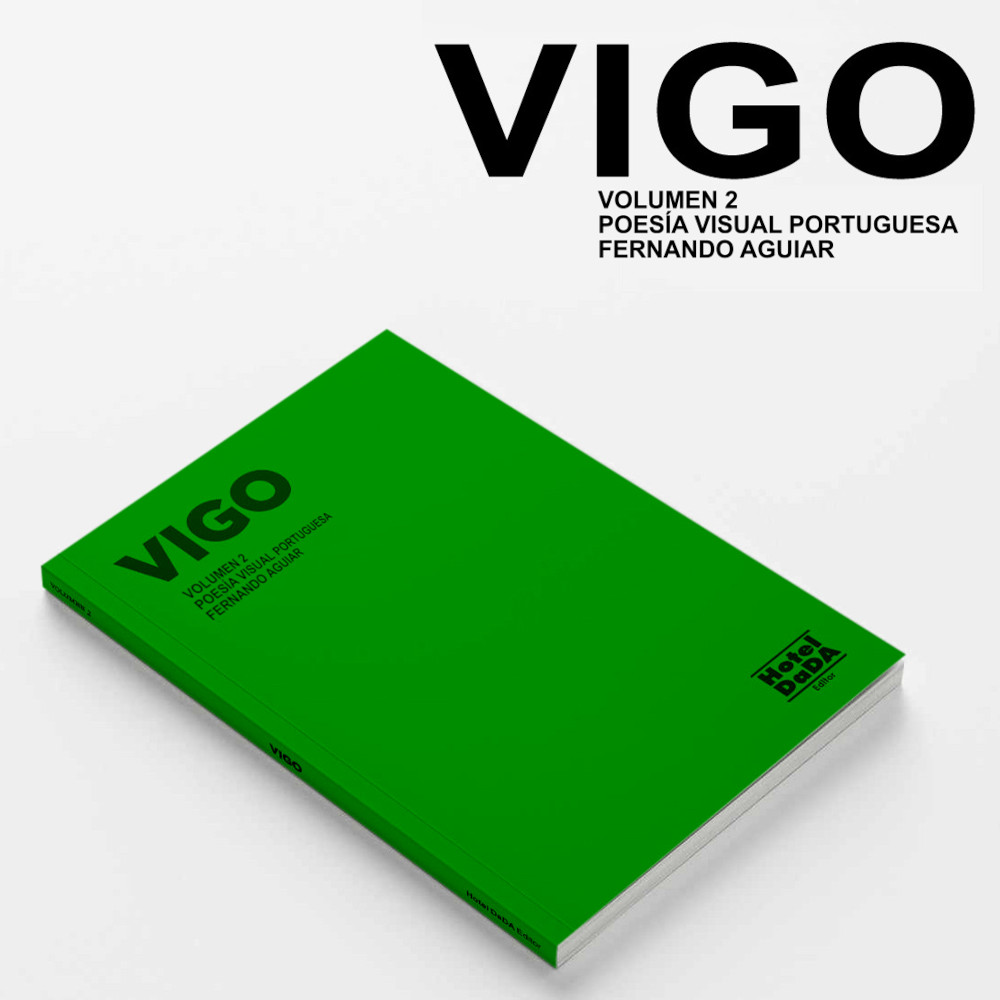 VIGO
VOLUMEN 2
POESÍA VISUAL PORTUGUESA
FERNANDO AGUIAR
VIGO
VOLUMEN 2
POESÍA VISUAL PORTUGUESA
FERNANDO AGUIAR
Hotel
DaDA
Editor
VOLUMEN 2
VIGO
Hotel DaDA Editor